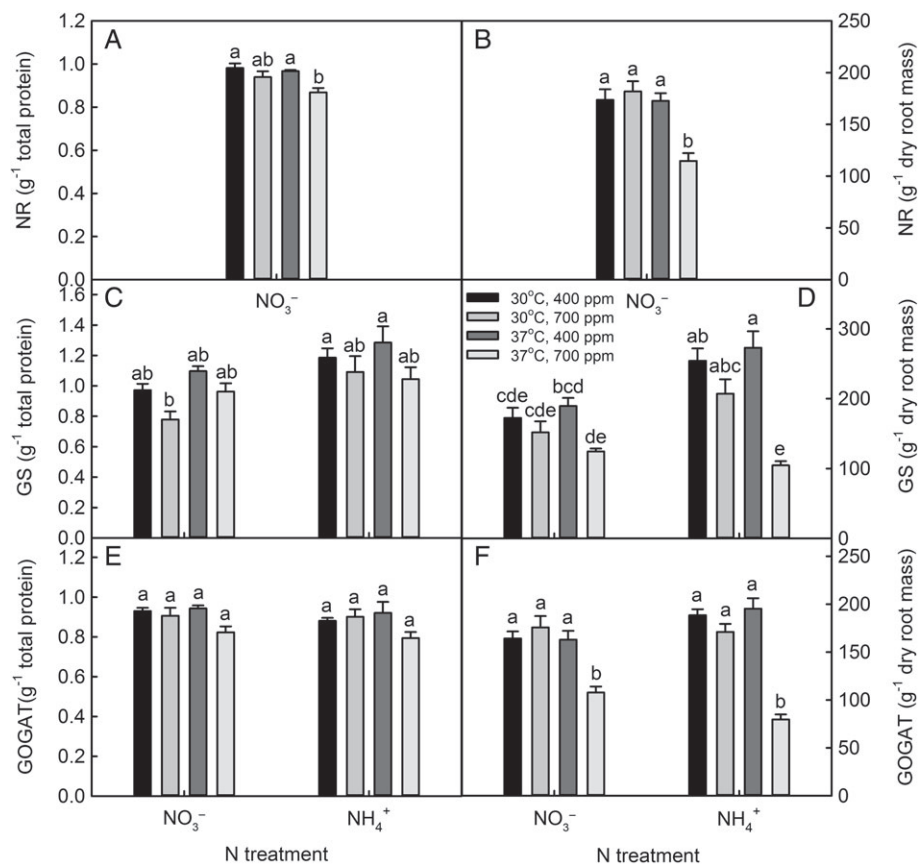 A
NR (g⁻¹ total protein)
1.2
1.0
0.8
0.6
0.4
0.2
0.0
a ab a b
NO₃⁻
B
a a a b
NO₃⁻
250
200
150
100
50
0
NR (g⁻¹ dry root mass)
C
GS (g⁻¹ total protein)
1.6
1.4
1.2
1.0
0.8
0.6
0.4
0.2
0.0
ab b ab ab
a ab a ab
D
30°C, 400 ppm
30°C, 700 ppm
37°C, 400 ppm
37°C, 700 ppm
cde cde bcd de
ab abc a e
300
200
100
0
GS (g⁻¹ dry root mass)
E
GOGAT(g⁻¹ total protein)
1.2
1.0
0.8
0.6
0.4
0.2
0.0
a a a a
a a a a
NO₃⁻ NH₄⁺
N treatment
F
a a a b
a a a b
250
200
150
100
50
0
GOGAT (g⁻¹ dry root mass)
NO₃⁻ NH₄⁺
N treatment